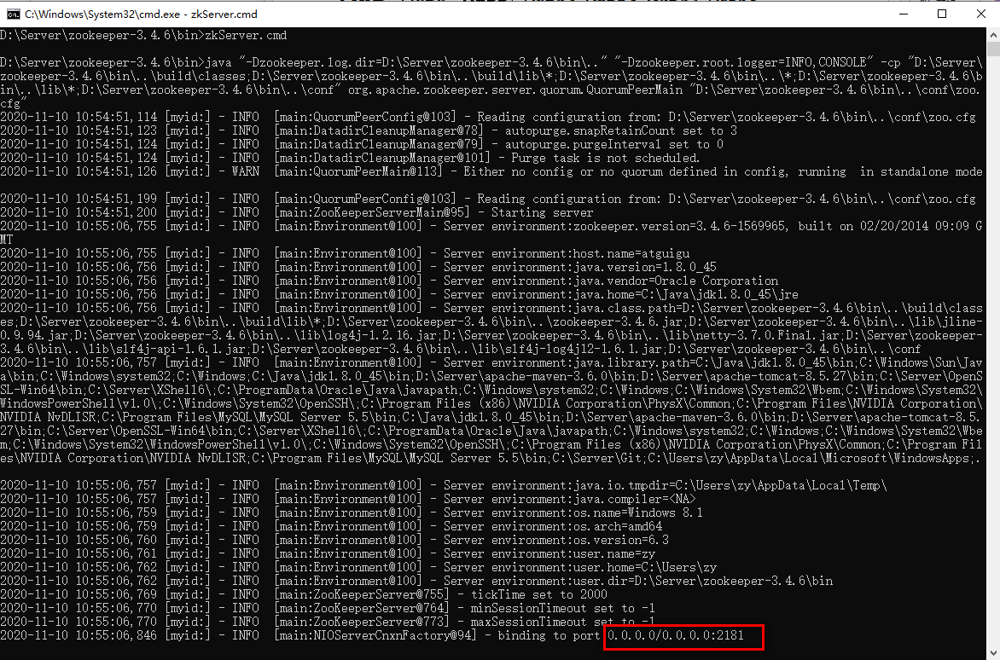 C:\Windows\System32\cmd.exe - zkServer.cmd
D:\Server\zookeeper-3.4.6\bin>zkServer.cmd
D:\Server\zookeeper-3.4.6\bin>java "-Dzookeeper.log.dir=D:\Server\zookeeper-3.4.6\bin\.." "-Dzookeeper.root.logger=INFO,CONSOLE" -cp "D:\Server\
zookeeper-3.4.6\bin\..\build\classes;D:\Server\zookeeper-3.4.6\bin\..\build\lib\*;D:\Server\zookeeper-3.4.6\bin\..\*;D:\Server\zookeeper-3.4.6\b
in\..\lib\*;D:\Server\zookeeper-3.4.6\bin\..\conf" org.apache.zookeeper.server.quorum.QuorumPeerMain "D:\Server\zookeeper-3.4.6\bin\..\conf\zoo.
cfg"
2020-11-10 10:54:51,114 [myid:] - INFO  [main:QuorumPeerConfig@103] - Reading configuration from: D:\Server\zookeeper-3.4.6\bin\..\conf\zoo.cfg
2020-11-10 10:54:51,123 [myid:] - INFO  [main:DatadirCleanupManager@78] - autopurge.snapRetainCount set to 3
2020-11-10 10:54:51,124 [myid:] - INFO  [main:DatadirCleanupManager@79] - autopurge.purgeInterval set to 0
2020-11-10 10:54:51,124 [myid:] - INFO  [main:DatadirCleanupManager@101] - Purge task is not scheduled.
2020-11-10 10:54:51,126 [myid:] - WARN  [main:QuorumPeerMain@113] - Either no config or no quorum defined in config, running  in standalone mode
2020-11-10 10:54:51,199 [myid:] - INFO  [main:QuorumPeerConfig@103] - Reading configuration from: D:\Server\zookeeper-3.4.6\bin\..\conf\zoo.cfg
2020-11-10 10:54:51,200 [myid:] - INFO  [main:ZooKeeperServerMain@95] - Starting server
2020-11-10 10:55:06,755 [myid:] - INFO  [main:Environment@100] - Server environment:zookeeper.version=3.4.6-1569965, built on 02/20/2014 09:09 G
MT
2020-11-10 10:55:06,755 [myid:] - INFO  [main:Environment@100] - Server environment:host.name=atguigu
2020-11-10 10:55:06,756 [myid:] - INFO  [main:Environment@100] - Server environment:java.version=1.8.0_45
2020-11-10 10:55:06,756 [myid:] - INFO  [main:Environment@100] - Server environment:java.vendor=Oracle Corporation
2020-11-10 10:55:06,756 [myid:] - INFO  [main:Environment@100] - Server environment:java.home=C:\Java\jdk1.8.0_45\jre
2020-11-10 10:55:06,756 [myid:] - INFO  [main:Environment@100] - Server environment:java.class.path=D:\Server\zookeeper-3.4.6\bin\..\build\class
es;D:\Server\zookeeper-3.4.6\bin\..\build\lib\*;D:\Server\zookeeper-3.4.6\bin\..\zookeeper-3.4.6.jar;D:\Server\zookeeper-3.4.6\bin\..\lib\jline-
0.9.94.jar;D:\Server\zookeeper-3.4.6\bin\..\lib\log4j-1.2.16.jar;D:\Server\zookeeper-3.4.6\bin\..\lib\netty-3.7.0.Final.jar;D:\Server\zookeeper-
3.4.6\bin\..\lib\slf4j-api-1.6.1.jar;D:\Server\zookeeper-3.4.6\bin\..\lib\slf4j-log4j12-1.6.1.jar;D:\Server\zookeeper-3.4.6\bin\..\conf
2020-11-10 10:55:06,757 [myid:] - INFO  [main:Environment@100] - Server environment:java.library.path=C:\Java\jdk1.8.0_45\bin;C:\Windows\Sun\Jav
a\bin;C:\Windows\system32;C:\Windows;C:\Java\jdk1.8.0_45\bin;D:\Server\apache-maven-3.6.0\bin;D:\Server\apache-tomcat-8.5.27\bin;C:\Server\OpenS
SL-Win64\bin;C:\Server\XShell6\;C:\ProgramData\Oracle\Java\javapath;C:\Windows\system32;C:\Windows;C:\Windows\System32\Wbem;C:\Windows\System32\
WindowsPowerShell\v1.0\;C:\Windows\System32\OpenSSH\;C:\Program Files (x86)\NVIDIA Corporation\PhysX\Common;C:\Program Files\NVIDIA Corporation\
NVIDIA NvDLISR;C:\Program Files\MySQL\MySQL Server 5.5\bin;C:\Java\jdk1.8.0_45\bin;D:\Server\apache-maven-3.6.0\bin;D:\Server\apache-tomcat-8.5.
27\bin;C:\Server\OpenSSL-Win64\bin;C:\Server\XShell6\;C:\ProgramData\Oracle\Java\javapath;C:\Windows\system32;C:\Windows;C:\Windows\System32\Wbe
m;C:\Windows\System32\WindowsPowerShell\v1.0\;C:\Windows\System32\OpenSSH\;C:\Program Files (x86)\NVIDIA Corporation\PhysX\Common;C:\Program Fil
es\NVIDIA Corporation\NVIDIA NvDLISR;C:\Program Files\MySQL\MySQL Server 5.5\bin;C:\Server\Git;C:\Users\zy\AppData\Local\Microsoft\WindowsApps;.
2020-11-10 10:55:06,757 [myid:] - INFO  [main:Environment@100] - Server environment:java.io.tmpdir=C:\Users\zy\AppData\Local\Temp\
2020-11-10 10:55:06,757 [myid:] - INFO  [main:Environment@100] - Server environment:java.compiler=<NA>
2020-11-10 10:55:06,759 [myid:] - INFO  [main:Environment@100] - Server environment:os.name=Windows 8.1
2020-11-10 10:55:06,759 [myid:] - INFO  [main:Environment@100] - Server environment:os.arch=amd64
2020-11-10 10:55:06,760 [myid:] - INFO  [main:Environment@100] - Server environment:os.version=6.3
2020-11-10 10:55:06,761 [myid:] - INFO  [main:Environment@100] - Server environment:user.name=zy
2020-11-10 10:55:06,762 [myid:] - INFO  [main:Environment@100] - Server environment:user.home=C:\Users\zy
2020-11-10 10:55:06,762 [myid:] - INFO  [main:Environment@100] - Server environment:user.dir=D:\Server\zookeeper-3.4.6\bin
2020-11-10 10:55:06,769 [myid:] - INFO  [main:ZooKeeperServer@755] - tickTime set to 2000
2020-11-10 10:55:06,770 [myid:] - INFO  [main:ZooKeeperServer@764] - minSessionTimeout set to -1
2020-11-10 10:55:06,770 [myid:] - INFO  [main:ZooKeeperServer@773] - maxSessionTimeout set to -1
2020-11-10 10:55:06,846 [myid:] - INFO  [main:NIOServerCnxnFactory@94] - binding to port 0.0.0.0/0.0.0.0:2181